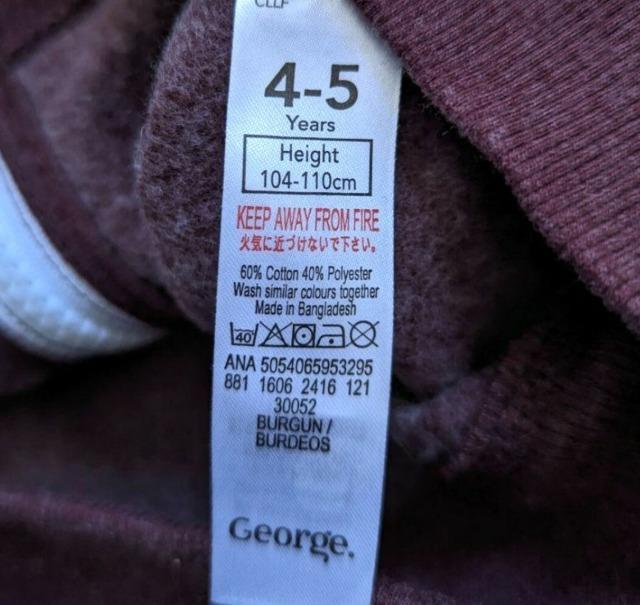 4-5
Years
Height
104-110cm
KEEP AWAY FROM FIRE
火気に近づけないで下さい。
60% Cotton 40% Polyester
Wash similar colours together
Made in Bangladesh
40
ANA 5054065953295
881 1606 2416 121
30052
BURGUN /
BURDEOS
George.